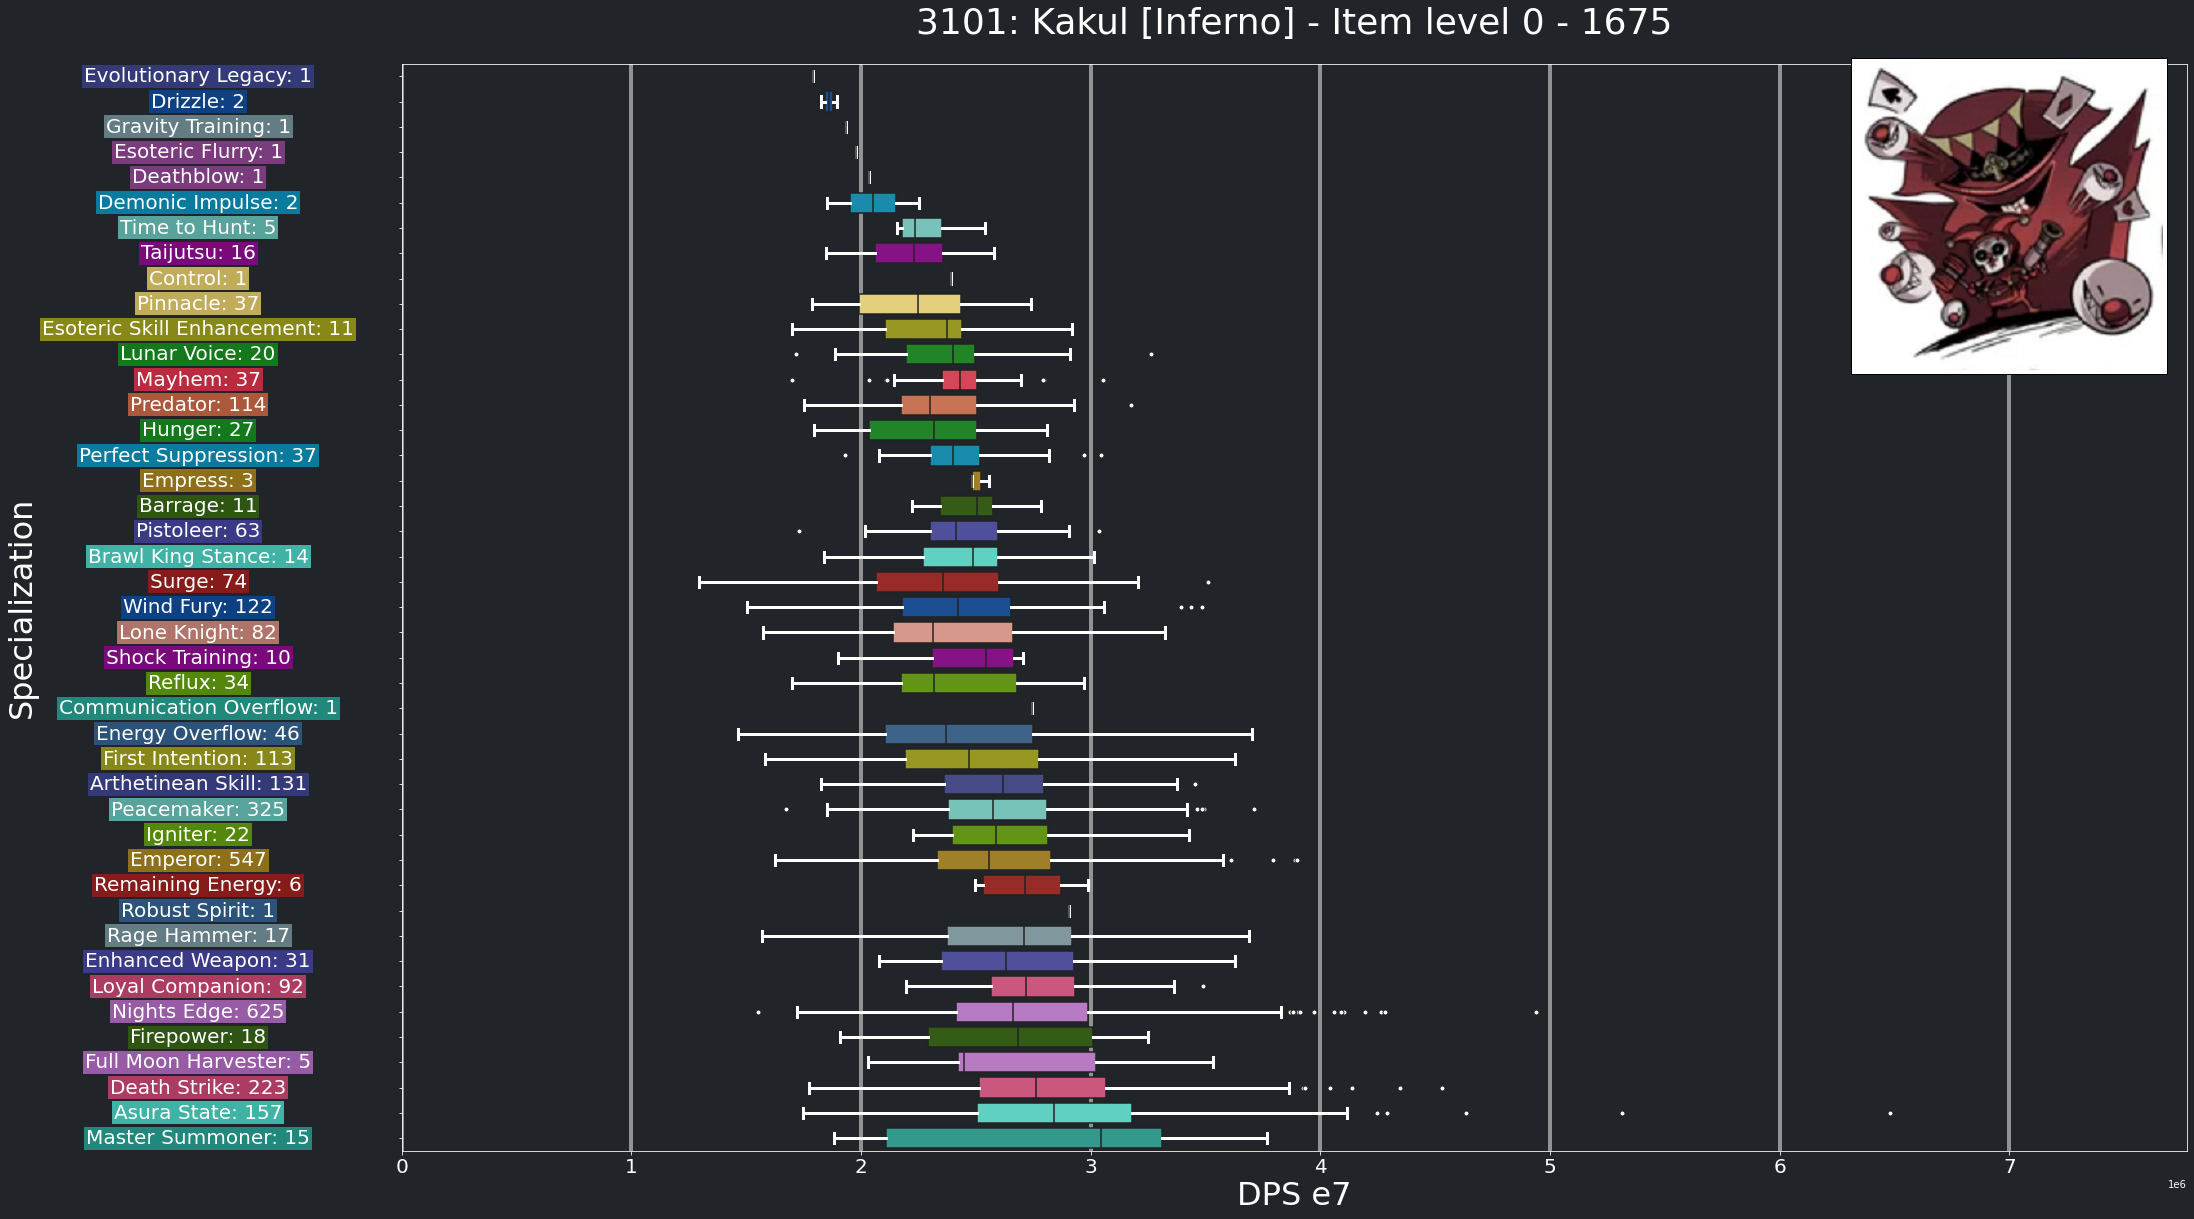 3101: Kakul [Inferno] - Item level 0 - 1675
Evolutionary Legacy: 1
Drizzle: 2
Gravity Training: 1
Esoteric Flurry: 1
Deathblow: 1
Demonic Impulse: 2
Time to Hunt: 5
Taijutsu: 16
Control: 1
Pinnacle: 37
Esoteric Skill Enhancement: 11
Lunar Voice: 20
Mayhem: 37
Predator: 114
Hunger: 27
Perfect Suppression: 37
Empress: 3
Barrage: 11
Pistoleer: 63
Brawl King Stance: 14
Surge: 74
Wind Fury: 122
Lone Knight: 82
Shock Training: 10
Reflux: 34
Communication Overflow: 1
Energy Overflow: 46
First Intention: 113
Arthetinean Skill: 131
Peacemaker: 325
Igniter: 22
Emperor: 547
Remaining Energy: 6
Robust Spirit: 1
Rage Hammer: 17
Enhanced Weapon: 31
Loyal Companion: 92
Nights Edge: 625
Firepower: 18
Full Moon Harvester: 5
Death Strike: 223
Asura State: 157
Master Summoner: 15
Specialization
0 1 2 3 4 5 6 7
DPS e7
1e6